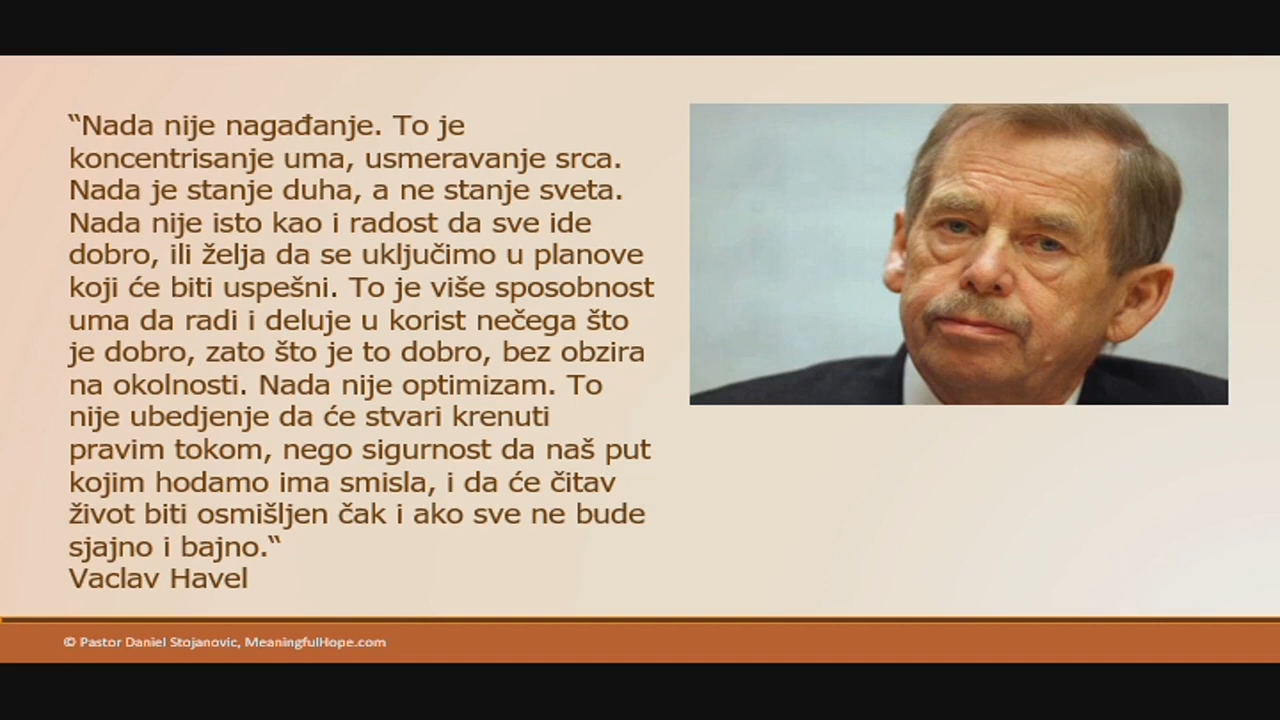 “Nada nije nagađanje. To je
koncentrisanje uma, usmeravanje srca.
Nada je stanje duha, a ne stanje sveta.
Nada nije isto kao i radost da sve ide
dobro, ili želja da se uključimo u planove
koji će biti uspešni. To je više sposobnost
uma da radi i deluje u korist nečega što
je dobro, zato što je to dobro, bez obzira
na okolnosti. Nada nije optimizam. To
nije ubedjenje da će stvari krenuti
pravim tokom, nego sigurnost da naš put
kojim hodamo ima smisla, i da će čitav
život biti osmišljen čak i ako sve ne bude
sjajno i bajno.“
Vaclav Havel
© Pastor Daniel Stojanovic, MeaningfulHope.com